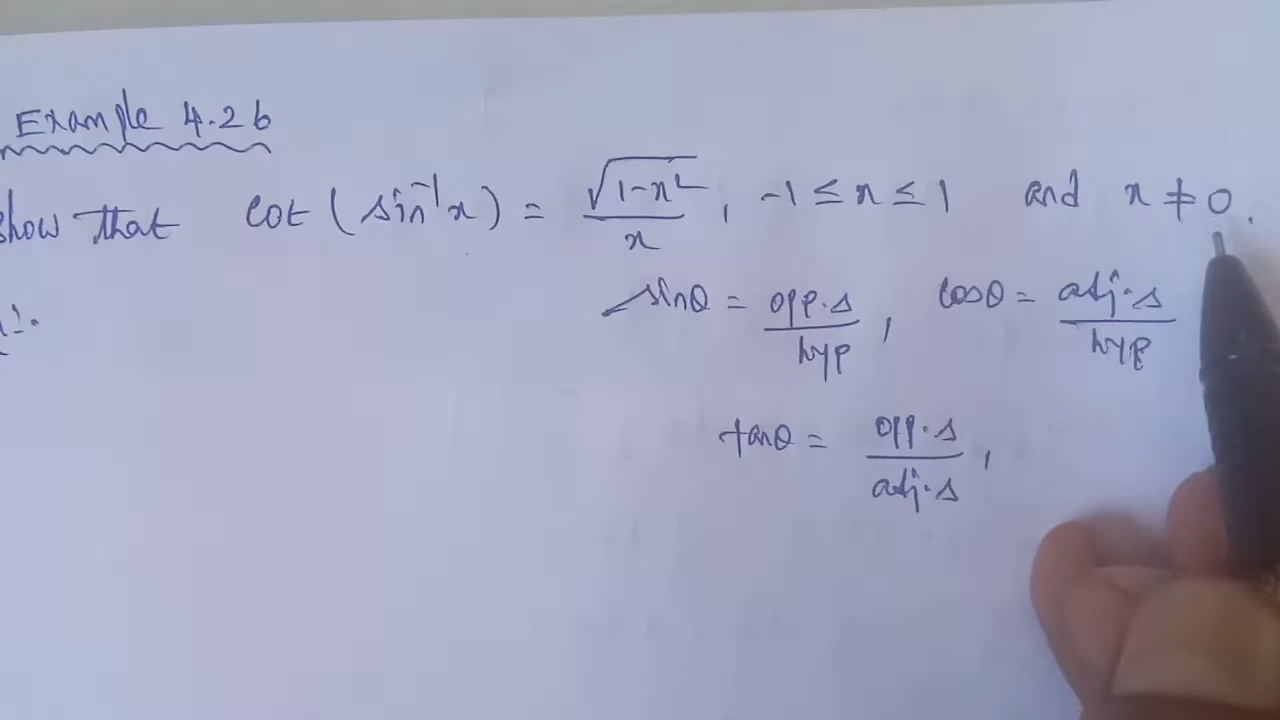 Example 4.26
show that cot (sin⁻¹x) = √(1-x²)/x, -1 ≤ x ≤ 1 and x ≠ 0.
sinθ = opp.s/hyp, cosθ = adj.s/hyp
tanθ = opp.s/adj.s,